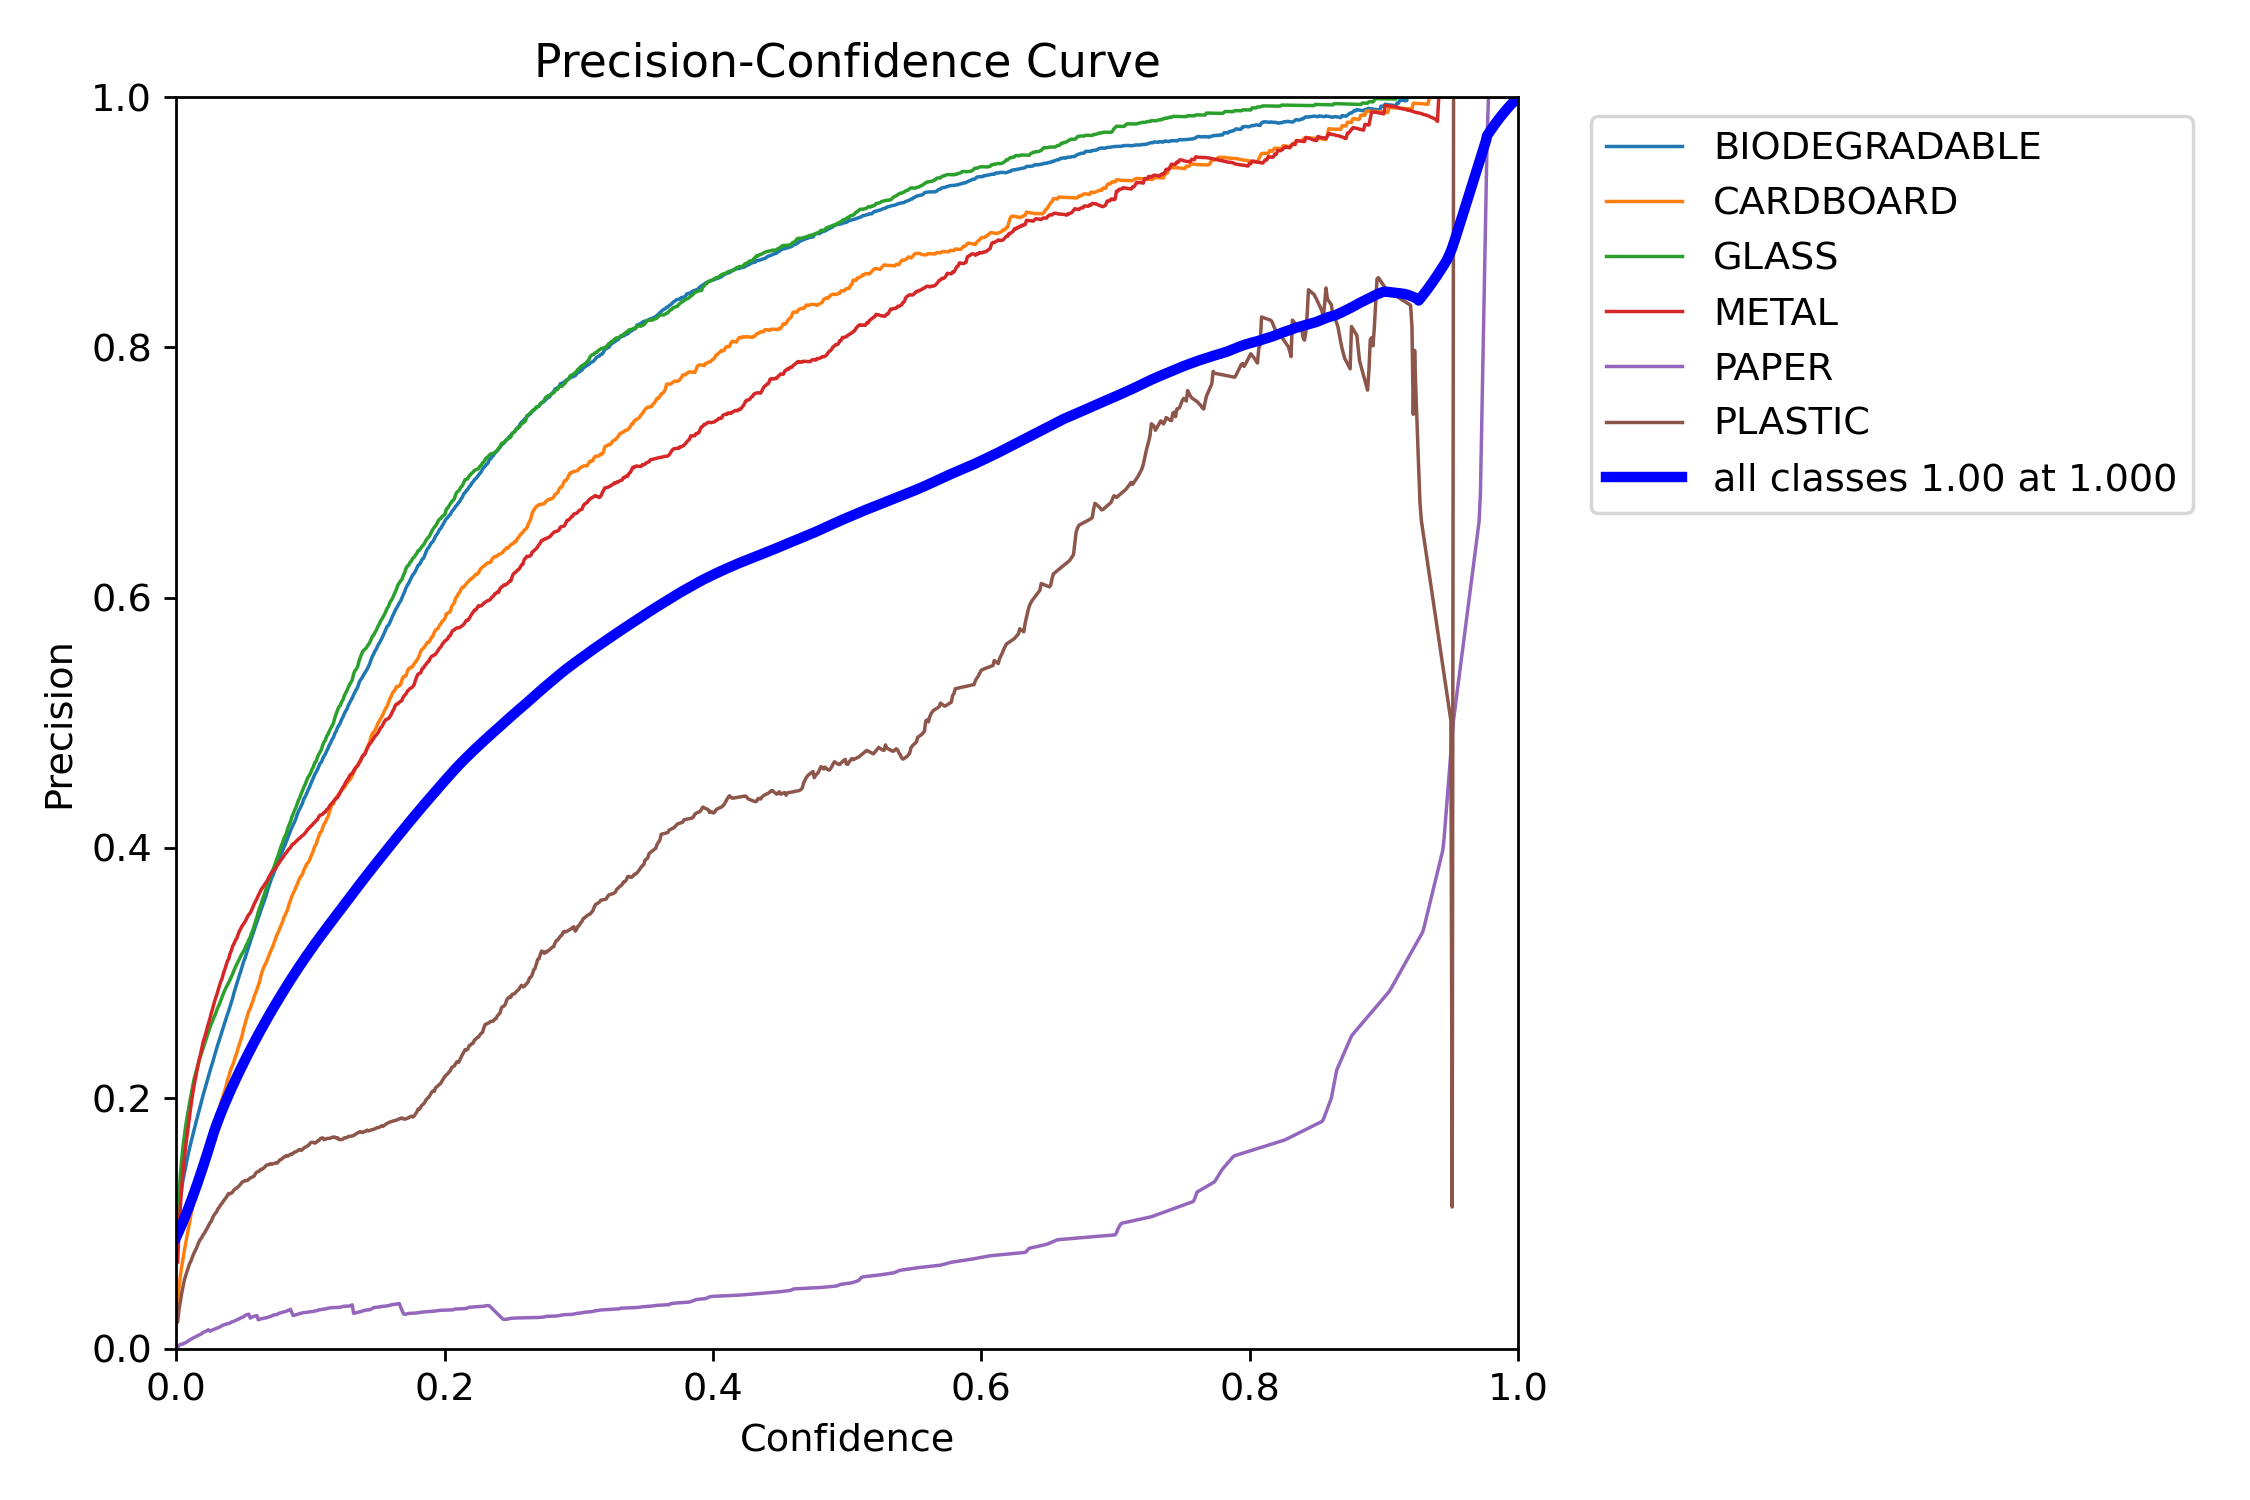 Precision-Confidence Curve
1.0
0.8
0.6
0.4
0.2
0.0
Precision
0.0 0.2 0.4 0.6 0.8 1.0
Confidence
BIODEGRADABLE
CARDBOARD
GLASS
METAL
PAPER
PLASTIC
all classes 1.00 at 1.000